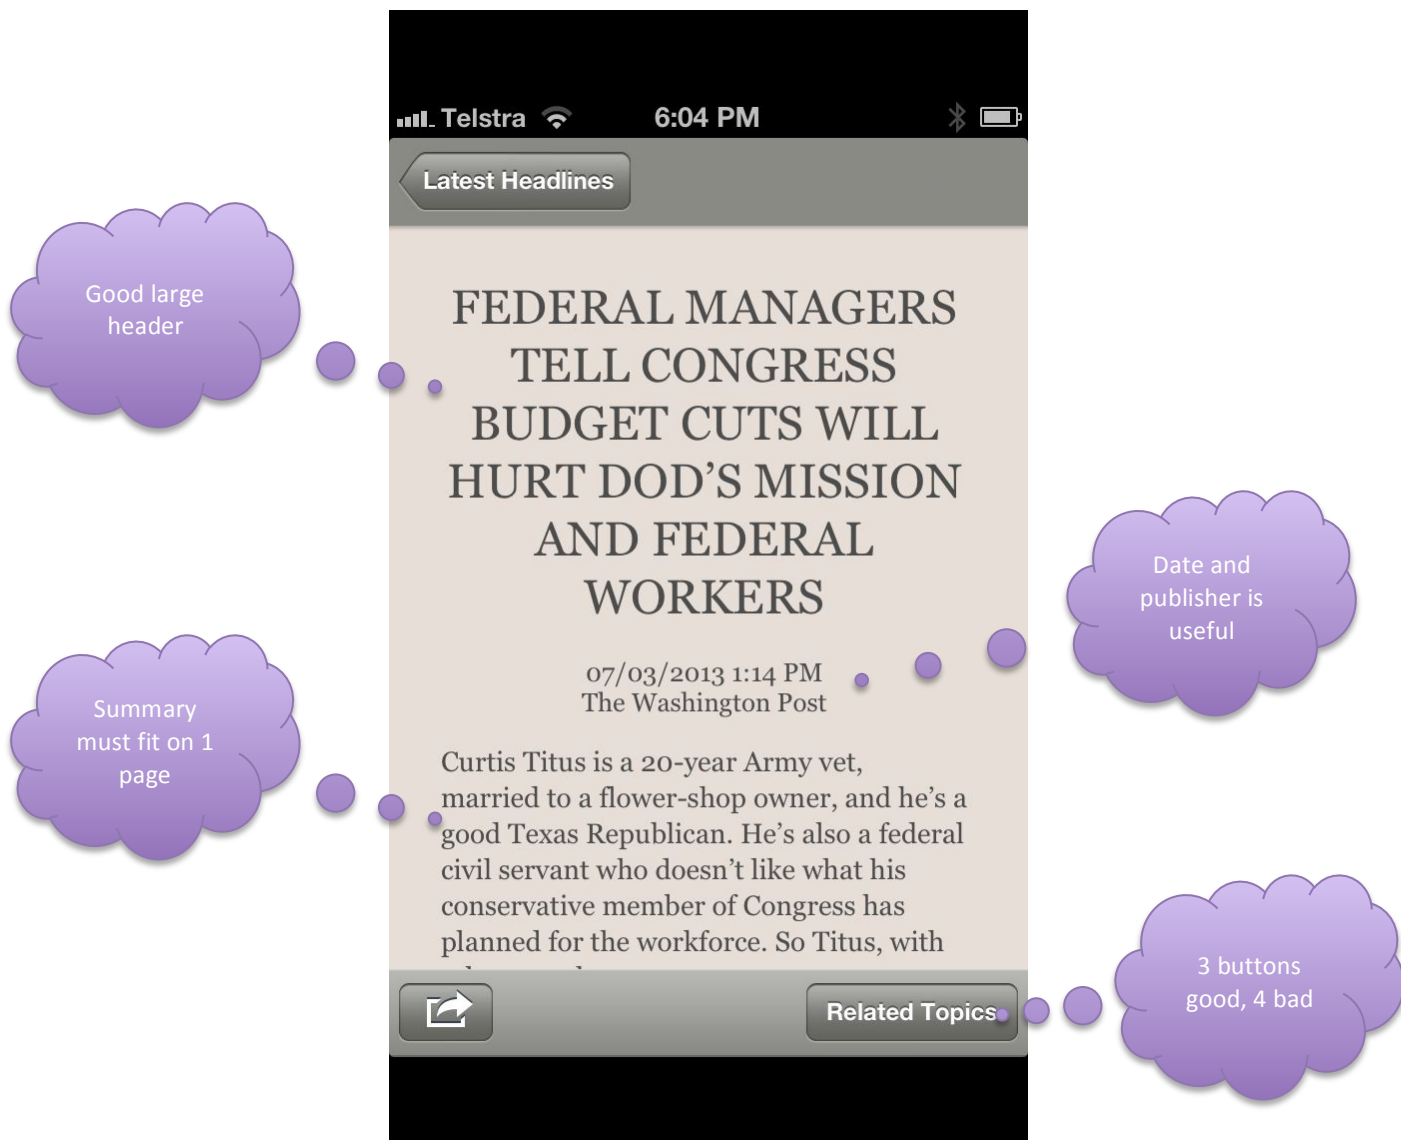 Telstra 6:04 PM
Latest Headlines
Good large
header
FEDERAL MANAGERS
TELL CONGRESS
BUDGET CUTS WILL
HURT DOD’S MISSION
AND FEDERAL
WORKERS
Date and
publisher is
useful
07/03/2013 1:14 PM
The Washington Post
Summary
must fit on 1
page
Curtis Titus is a 20-year Army vet,
married to a flower-shop owner, and he’s a
good Texas Republican. He’s also a federal
civil servant who doesn’t like what his
conservative member of Congress has
planned for the workforce. So Titus, with
3 buttons
good, 4 bad
Related Topics